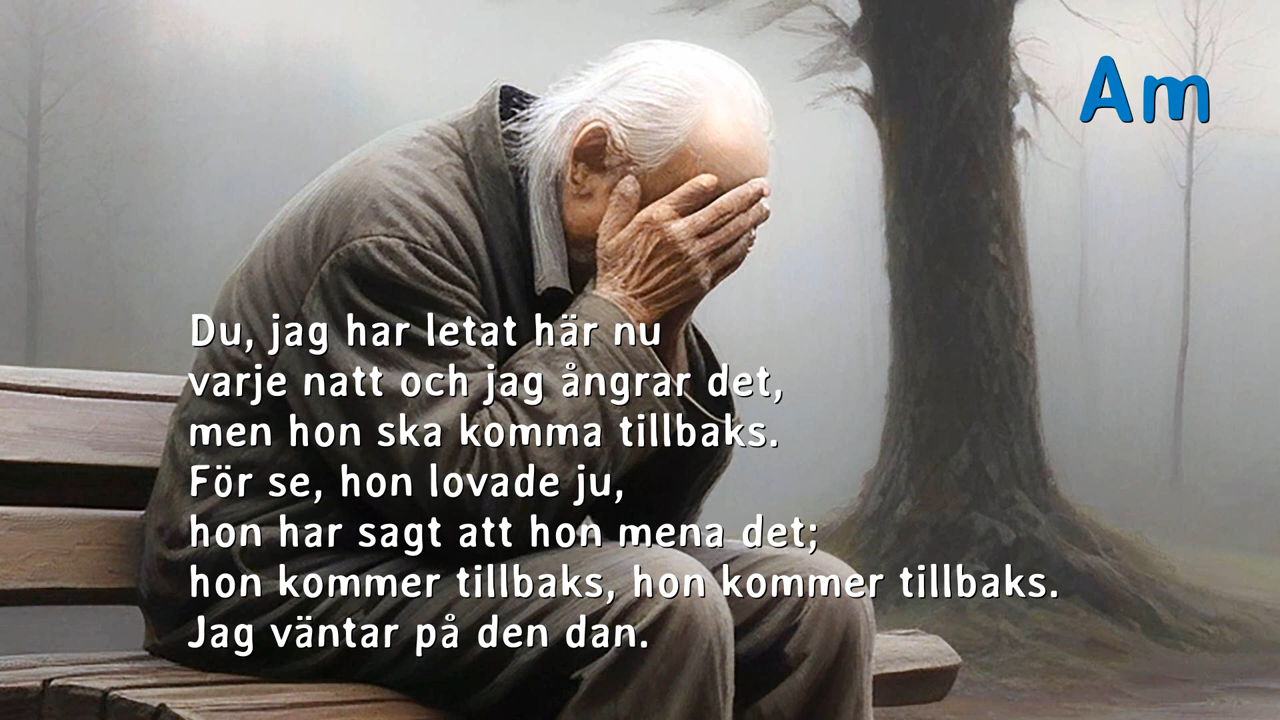 Am
Du, jag har letat här nu
varje natt och jag ångrar det,
men hon ska komma tillbaks.
För se, hon lovade ju,
hon har sagt att hon mena det;
hon kommer tillbaks, hon kommer tillbaks.
Jag väntar på den dan.